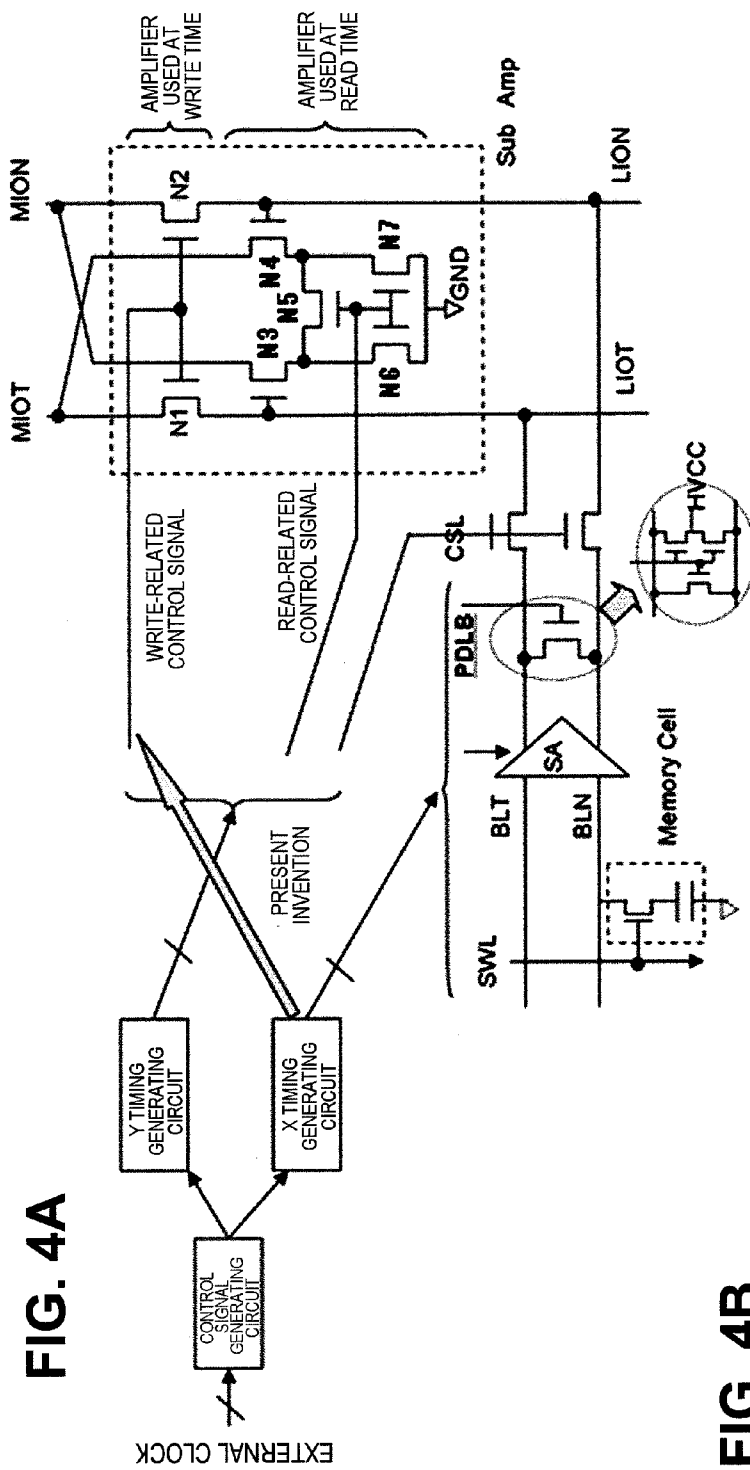 FIG. 4A
EXTERNAL CLOCK
CONTROL
SIGNAL
GENERATING
CIRCUIT
Y TIMING
GENERATING
CIRCUIT
X TIMING
GENERATING
CIRCUIT
PRESENT
INVENTION
WRITE-RELATED
CONTROL SIGNAL
READ-RELATED
CONTROL SIGNAL
MIOT
MION
AMPLIFIER
USED AT
WRITE TIME
AMPLIFIER
USED AT
READ TIME
N1
N2
N3
N4
N5
N6
N7
GND
Sub Amp
LIOT
LION
CSL
PDLB
HVCC
SA
BLT
BLN
SWL
Memory Cell
FIG. 4B